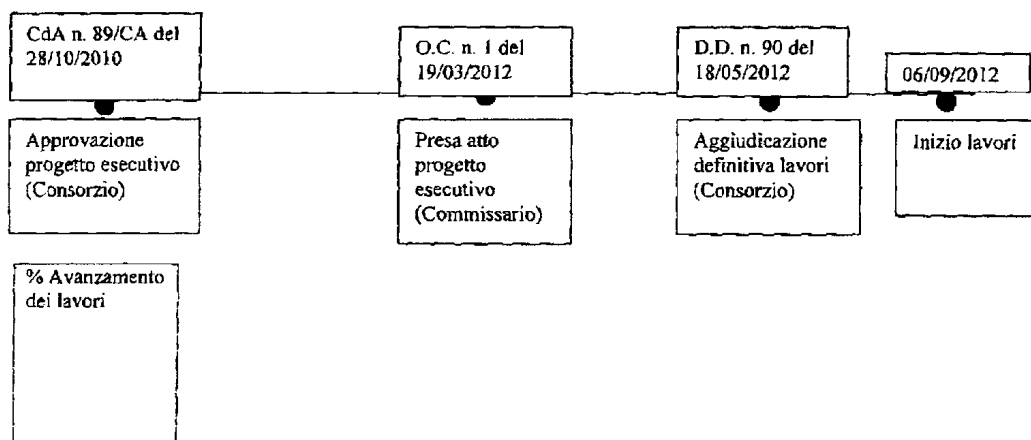 CdA n. 89/CA del
28/10/2010
O.C. n. 1 del
19/03/2012
D.D. n. 90 del
18/05/2012
06/09/2012
Approvazione
progetto esecutivo
(Consorzio)
Presa atto
progetto
esecutivo
(Commissario)
Aggiudicazione
definitiva lavori
(Consorzio)
Inizio lavori
% Avanzamento
dei lavori